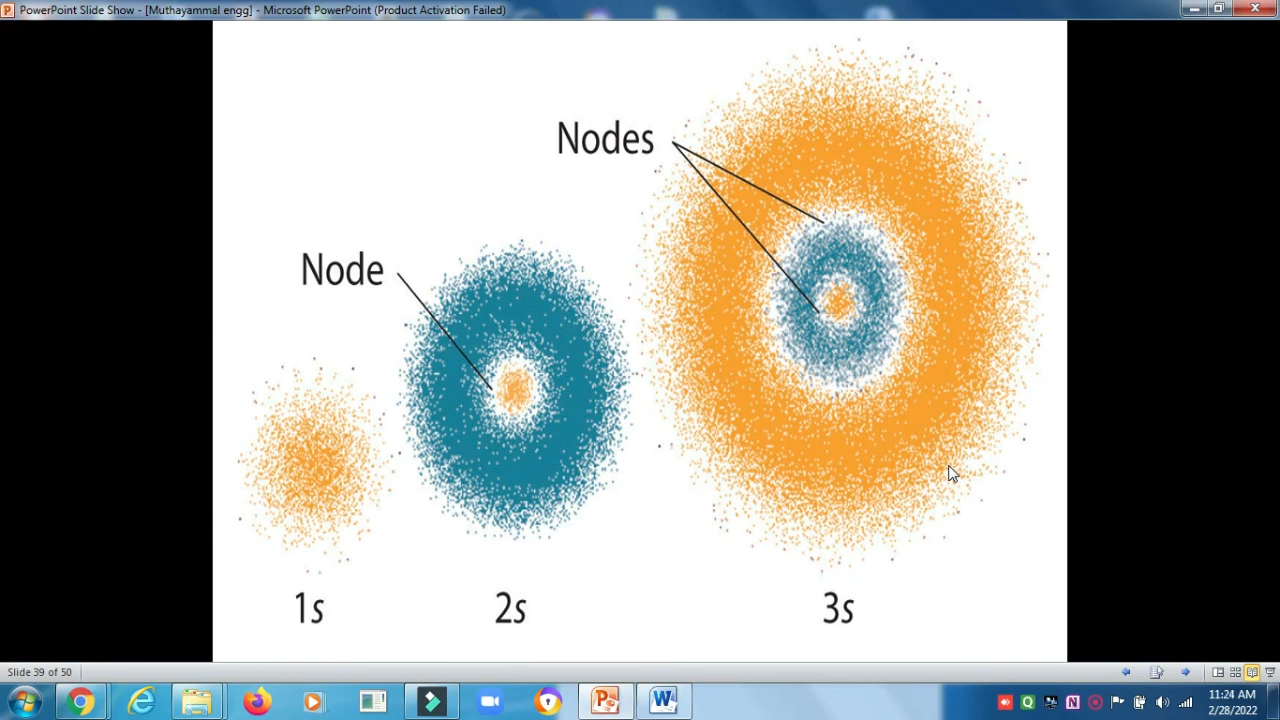 PowerPoint Slide Show - [Muthayammal engg] - Microsoft PowerPoint (Product Activation Failed)
Nodes
Node
1s
2s
3s
Slide 39 of 50
11:24 AM
2/28/2022